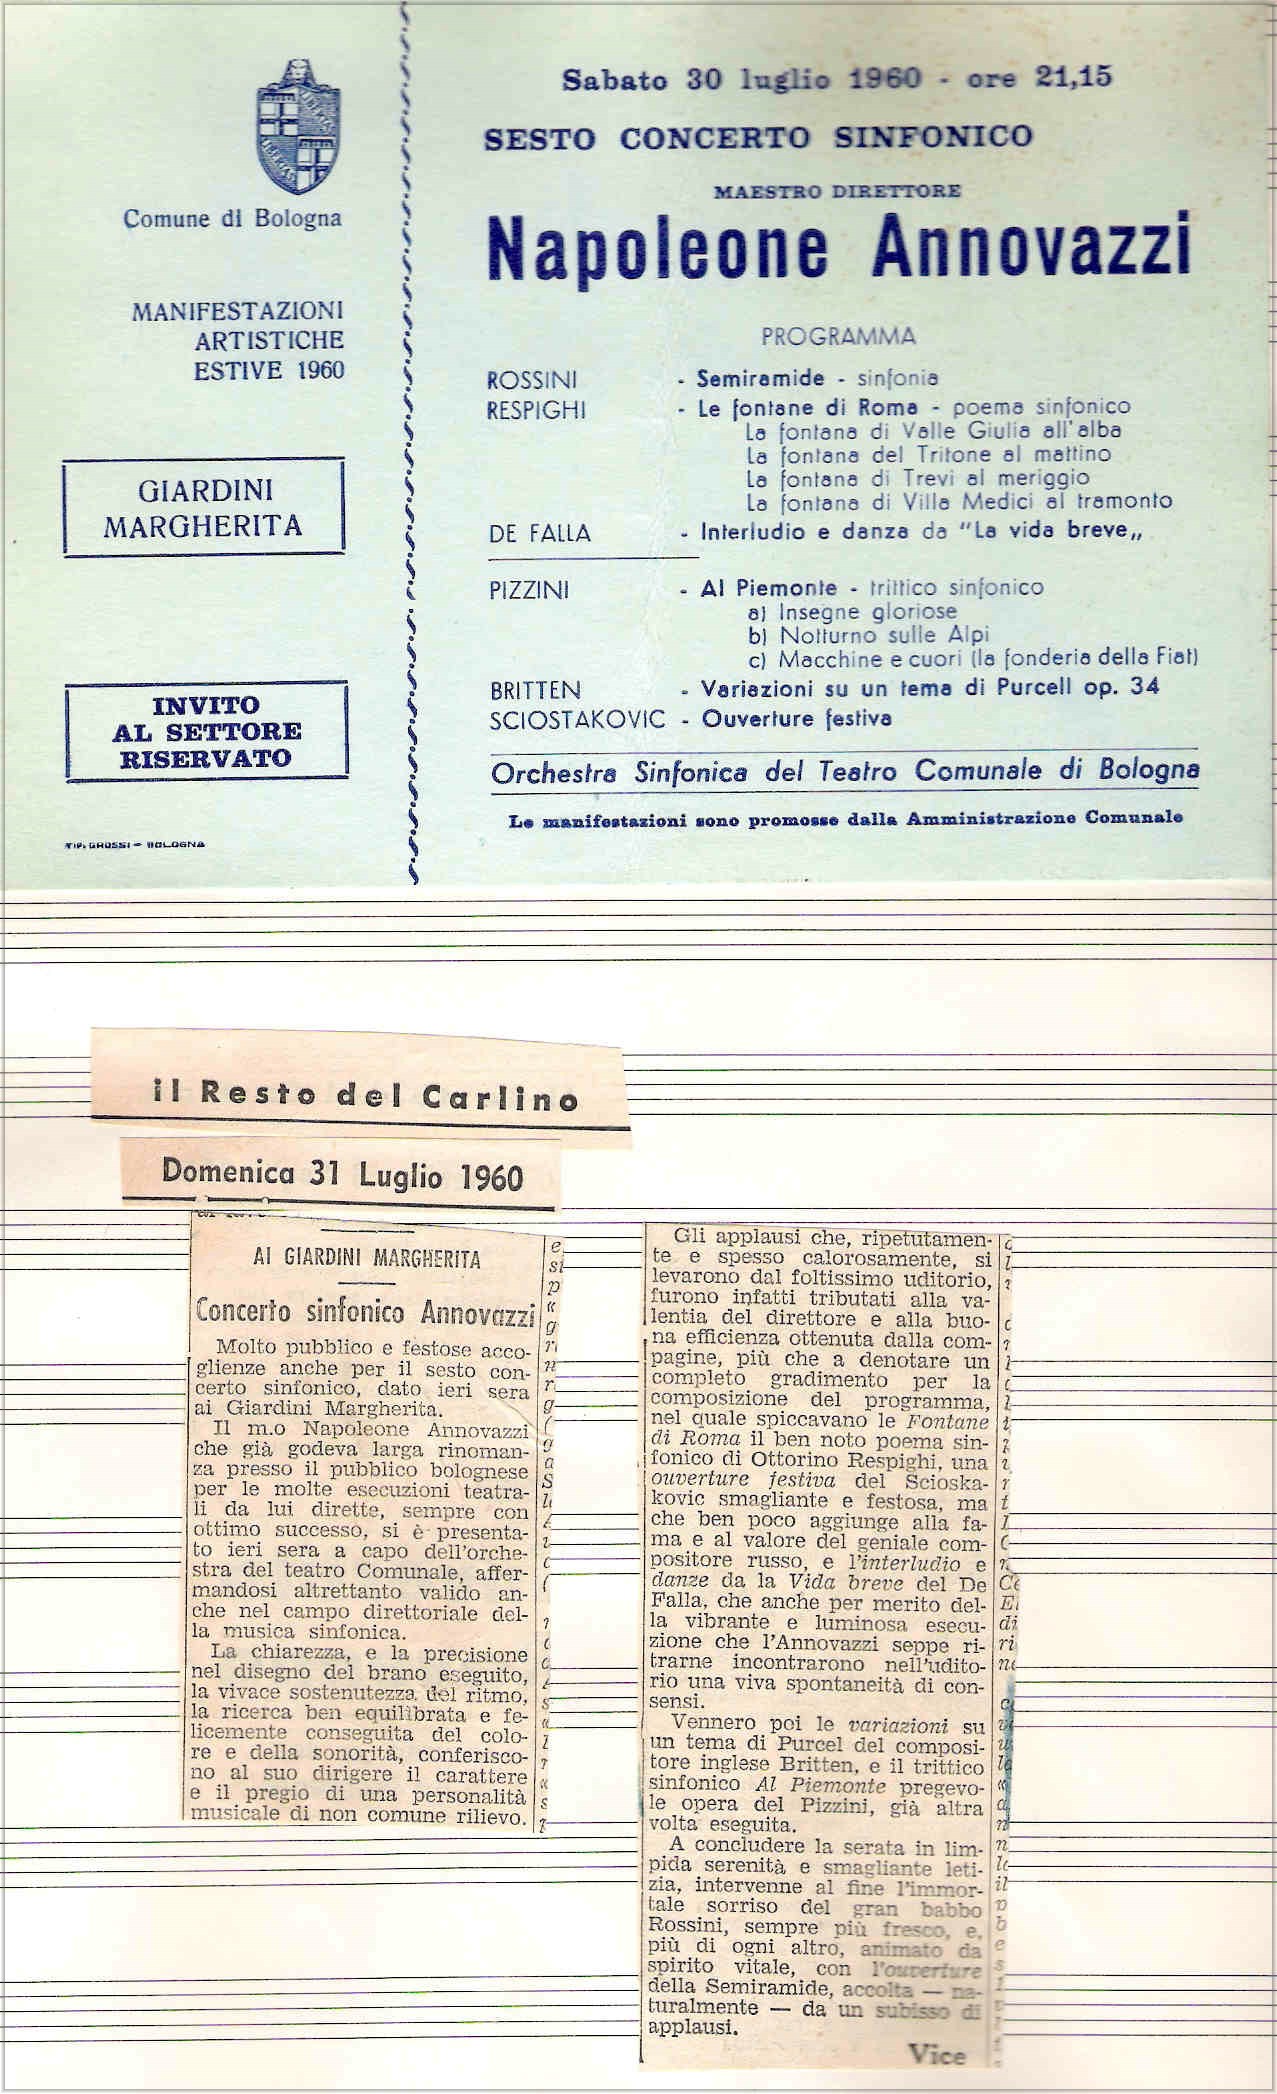 Comune di Bologna
MANIFESTAZIONI
ARTISTICHE
ESTIVE 1960
GIARDINI
MARGHERITA
INVITO
AL SETTORE
RISERVATO
TIP. GROSSI - BOLOGNA
Sabato 30 luglio 1960 - ore 21,15
SESTO CONCERTO SINFONICO
MAESTRO DIRETTORE
Napoleone Annovazzi
PROGRAMMA
ROSSINI - Semiramide - sinfonia
RESPIGHI - Le fontane di Roma - poema sinfonico
La fontana di Valle Giulia all'alba
La fontana del Tritone al mattino
La fontana di Trevi al meriggio
La fontana di Villa Medici al tramonto
DE FALLA - Interludio e danza da "La vida breve„
PIZZINI - Al Piemonte - trittico sinfonico
a) Insegne gloriose
b) Notturno sulle Alpi
c) Macchine e cuori (la fonderia della Fiat)
BRITTEN - Variazioni su un tema di Purcell op. 34
SCIOSTAKOVIC - Ouverture festiva
Orchestra Sinfonica del Teatro Comunale di Bologna
Le manifestazioni sono promosse dalla Amministrazione Comunale
il Resto del Carlino
Domenica 31 Luglio 1960
AI GIARDINI MARGHERITA
Concerto sinfonico Annovazzi
Molto pubblico e festose acco-
glienze anche per il sesto con-
certo sinfonico, dato ieri sera
ai Giardini Margherita.
Il m.o Napoleone Annovazzi
che già godeva larga rinoman-
za presso il pubblico bolognese
per le molte esecuzioni teatra-
li da lui dirette, sempre con
ottimo successo, si è presenta-
to ieri sera a capo dell'orche-
stra del teatro Comunale, affer-
mandosi altrettanto valido an-
che nel campo direttoriale del-
la musica sinfonica.
La chiarezza, e la precisione
nel disegno del brano eseguito,
la vivace sostenutezza del ritmo,
la ricerca ben equilibrata e fe-
licemente conseguita del colo-
re e della sonorità, conferisco-
no al suo dirigere il carattere
e il pregio di una personalità
musicale di non comune rilievo.
Gli applausi che, ripetutamen-
te e spesso calorosamente, si
levarono dal foltissimo uditorio,
furono infatti tributati alla va-
lentia del direttore e alla buo-
na efficienza ottenuta dalla com-
pagine, più che a denotare un
completo gradimento per la
composizione del programma,
nel quale spiccavano le Fontane
di Roma il ben noto poema sin-
fonico di Ottorino Respighi, una
ouverture festiva del Scioska-
kovic smagliante e festosa, ma
che ben poco aggiunge alla fa-
ma e al valore del geniale com-
positore russo, e l'interludio e
danze da la Vida breve del De
Falla, che anche per merito del-
la vibrante e luminosa esecu-
zione che l'Annovazzi seppe ri-
trarne incontrarono nell'udito-
rio una viva spontaneità di con-
sensi.
Vennero poi le variazioni su
un tema di Purcel del composi-
tore inglese Britten, e il trittico
sinfonico Al Piemonte pregevo-
le opera del Pizzini, già altra
volta eseguita.
A concludere la serata in lim-
pida serenità e smagliante leti-
zia, intervenne al fine l'immor-
tale sorriso del gran babbo
Rossini, sempre più fresco, e,
più di ogni altro, animato da
spirito vitale, con l'ouverture
della Semiramide, accolta — na-
turalmente — da un subisso di
applausi.
Vice